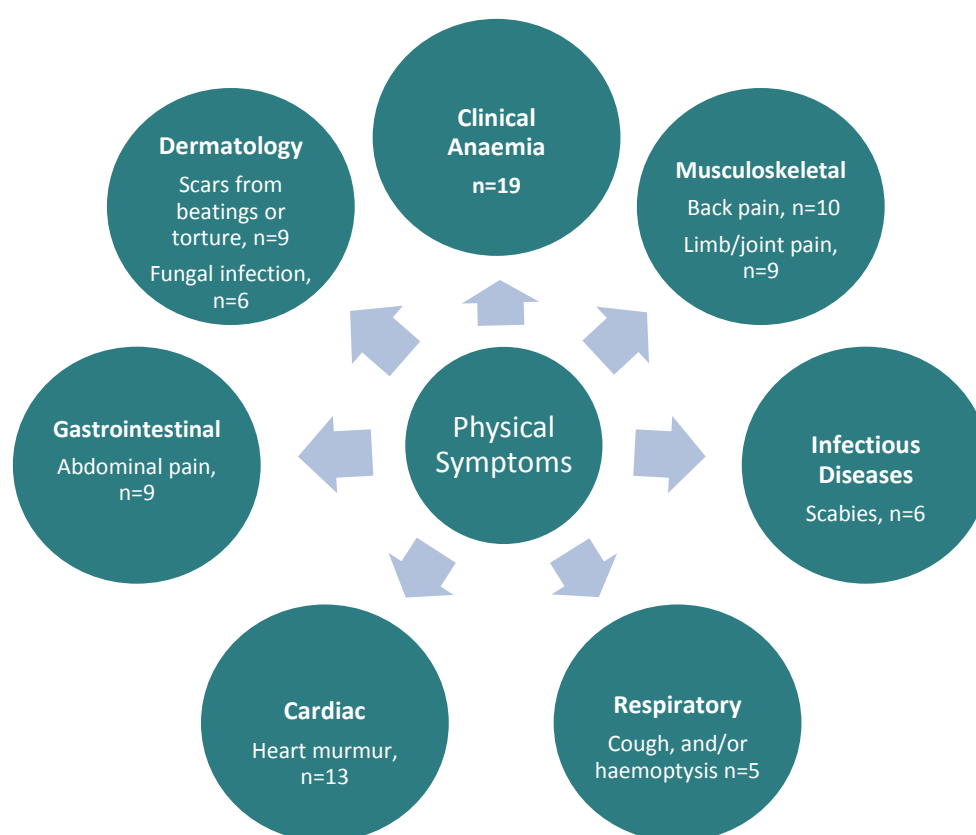 Clinical
Anaemia
n=19
Dermatology
Scars from
beatings or
torture, n=9
Fungal infection,
n=6
Musculoskeletal
Back pain, n=10
Limb/joint pain,
n=9
Gastrointestinal
Abdominal pain,
n=9
Physical
Symptoms
Infectious
Diseases
Scabies, n=6
Cardiac
Heart murmur,
n=13
Respiratory
Cough, and/or
haemoptysis n=5